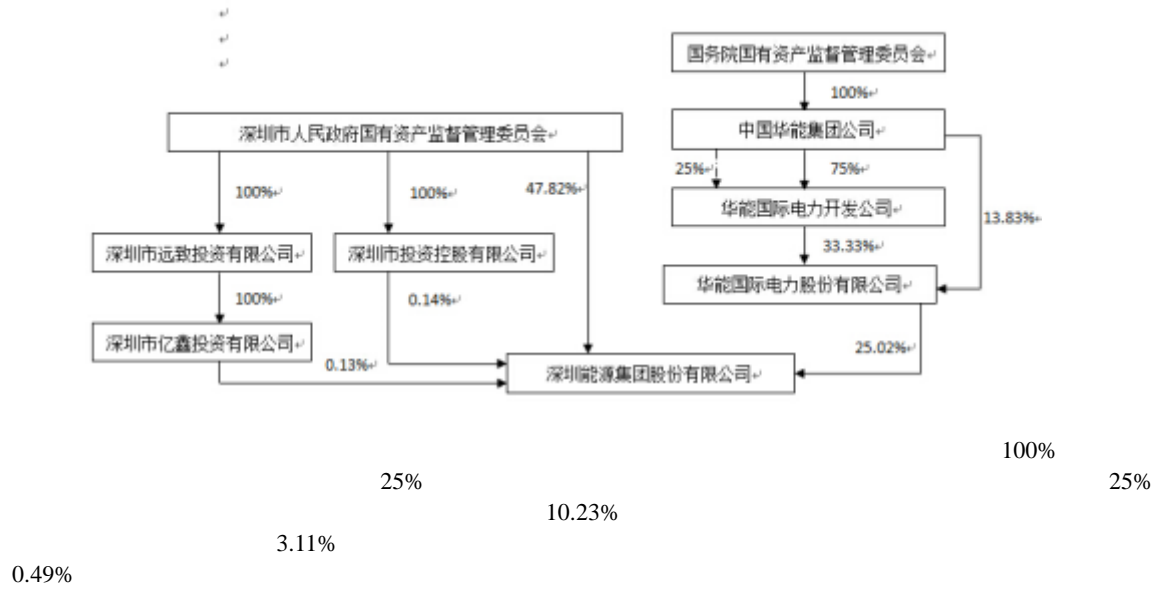 国务院国有资产监督管理委员会
100%
深圳市人民政府国有资产监督管理委员会
中国华能集团公司
25%
75%
100%
100%
47.82%
华能国际电力开发公司
13.83%
深圳市远致投资有限公司
深圳市投资控股有限公司
33.33%
华能国际电力股份有限公司
100%
0.14%
深圳市亿鑫投资有限公司
25.02%
0.13%
深圳能源集团股份有限公司
100%
25% 25%
10.23%
3.11%
0.49%